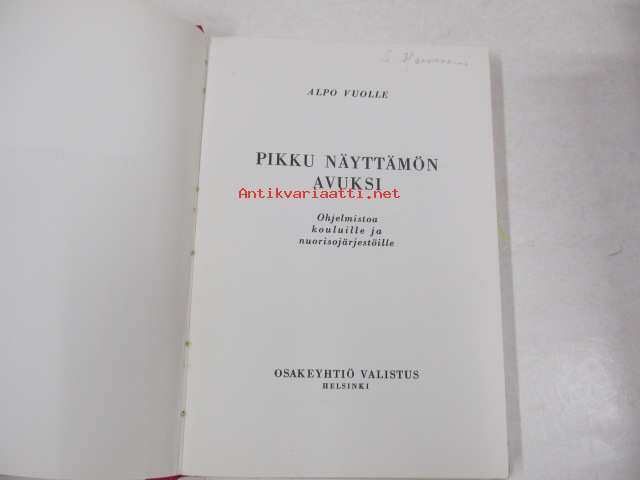 ALPO VUOLLE
PIKKU NÄYTTÄMÖN
AVUKSI
Antikvariaatti.net
Ohjelmistoa
kouluille ja
nuorisojärjestöille
OSAKEYHTIÖ VALISTUS
HELSINKI